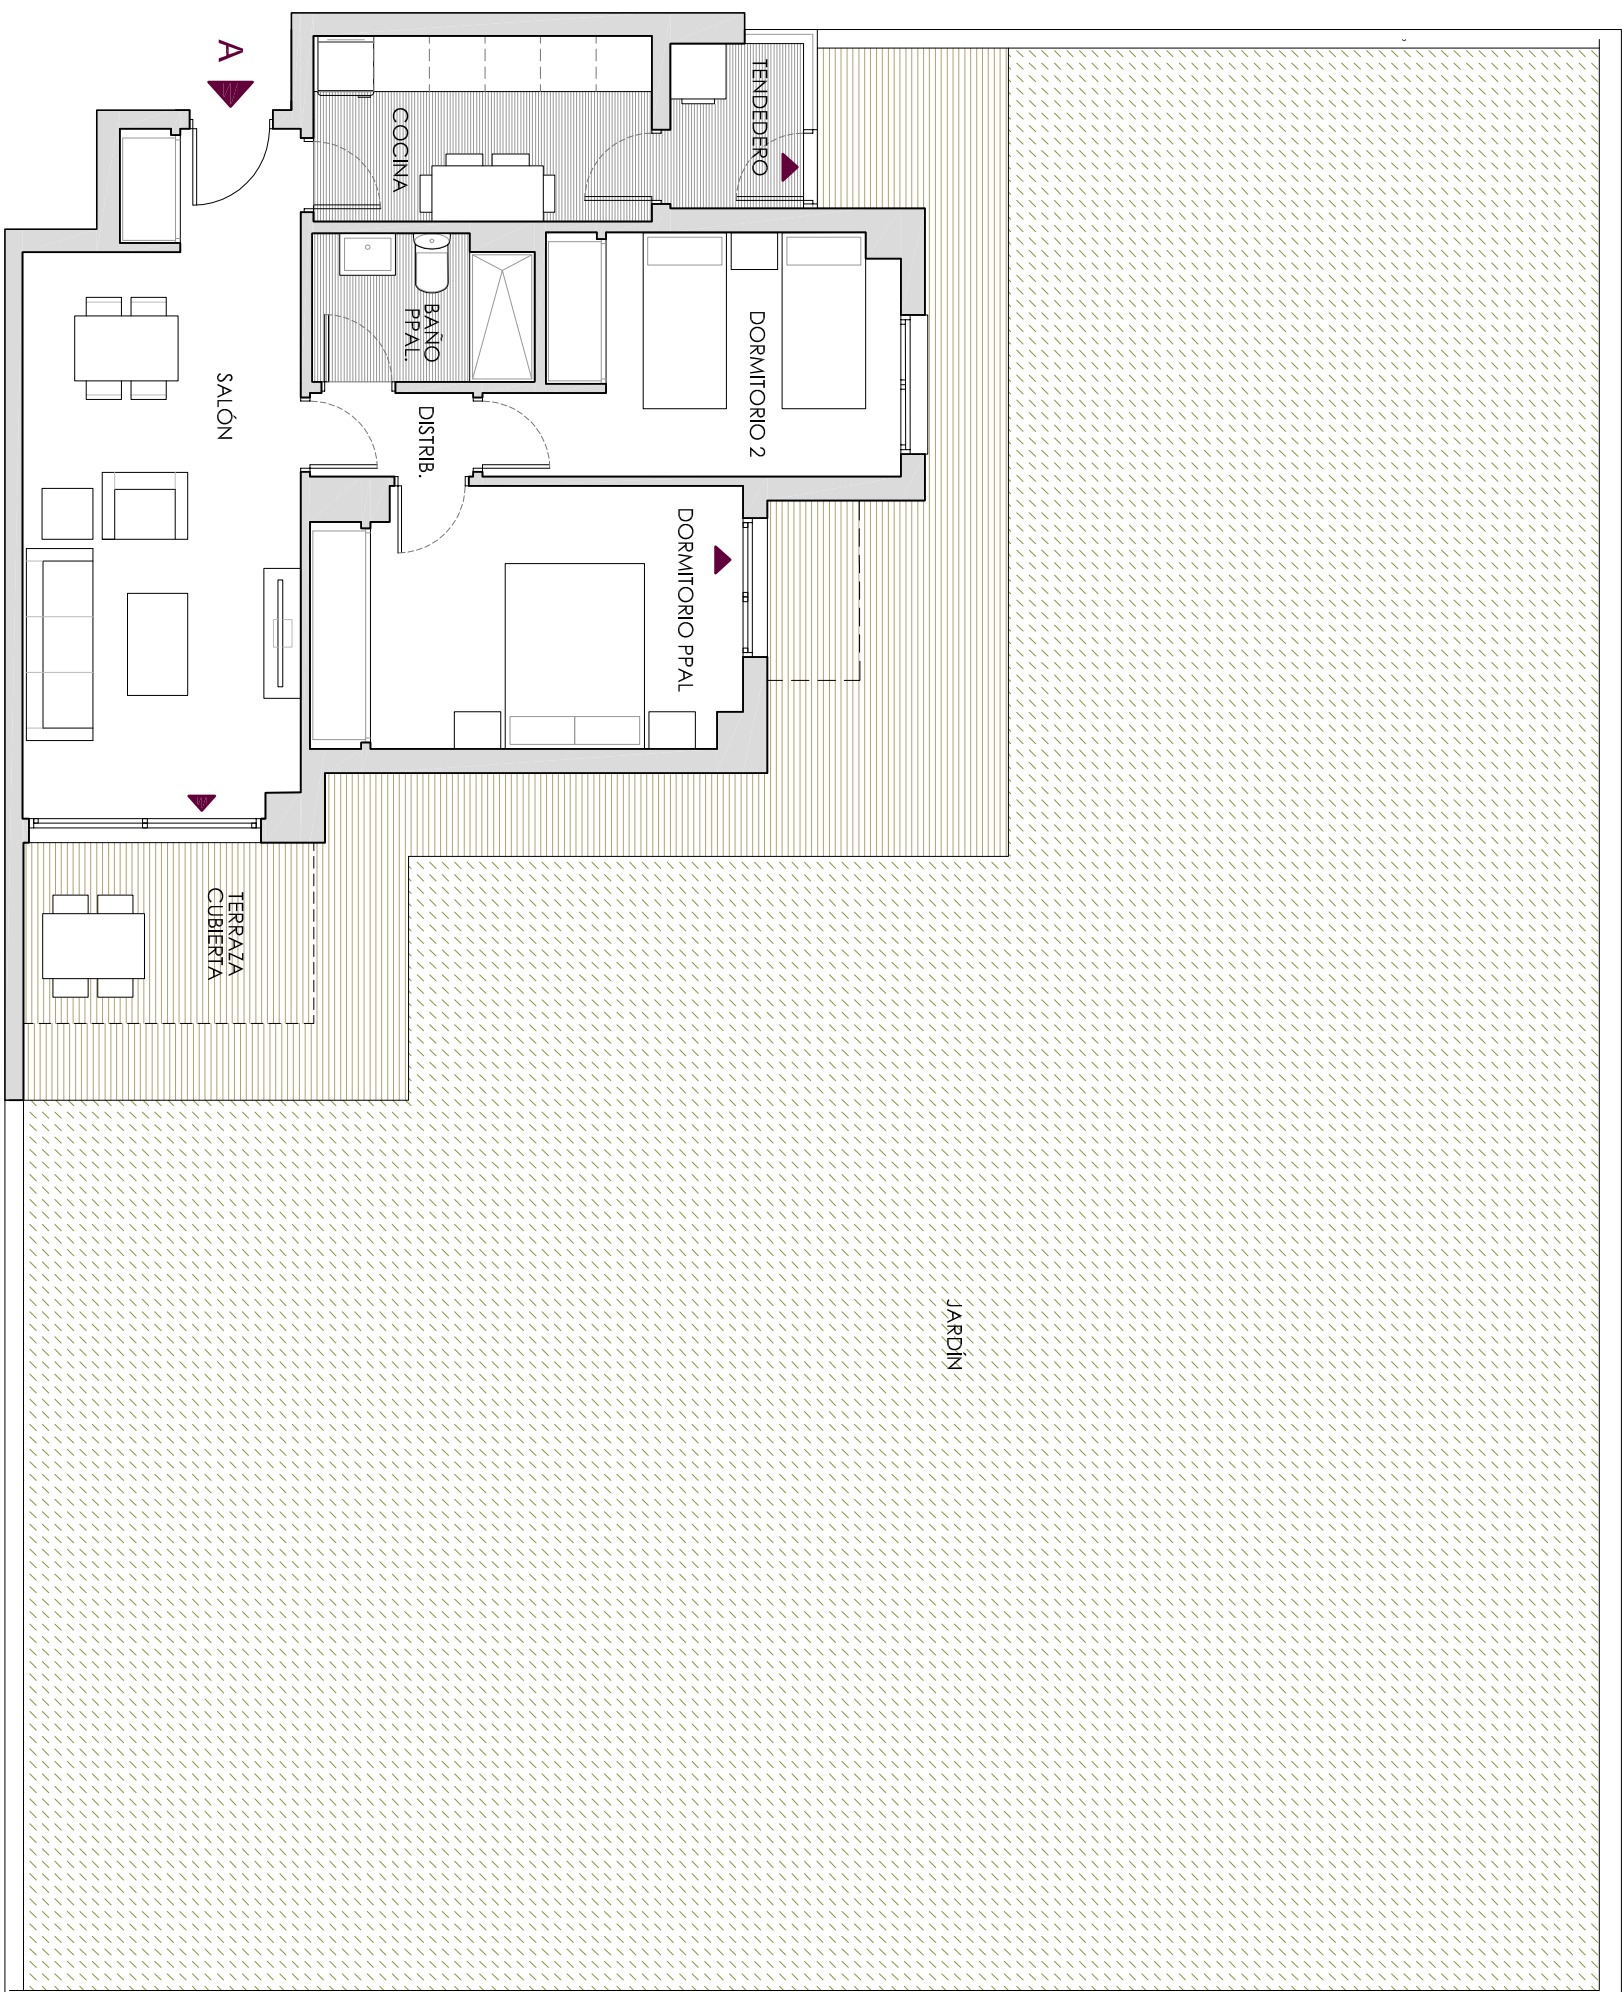 A
COCINA
TENDEDERO
BAÑO
PPAL.
DORMITORIO 2
SALÓN
DISTRIB.
DORMITORIO PPAL
TERRAZA
CUBIERTA
JARDÍN